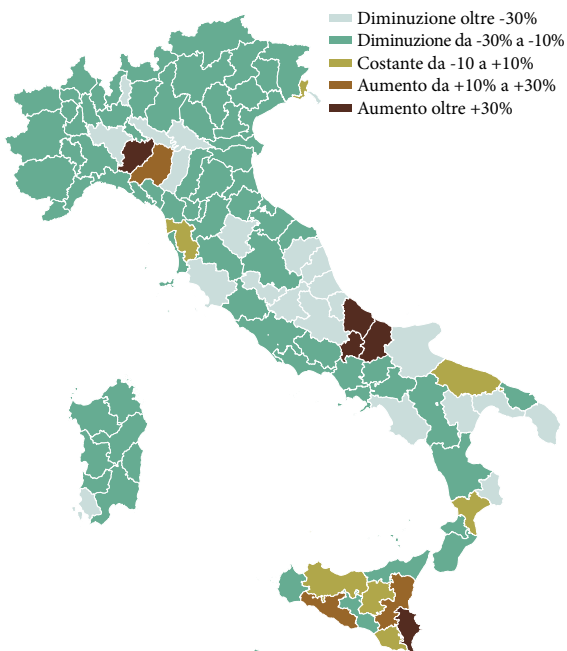 Diminuzione oltre -30%
Diminuzione da -30% a -10%
Costante da -10 a +10%
Aumento da +10% a +30%
Aumento oltre +30%